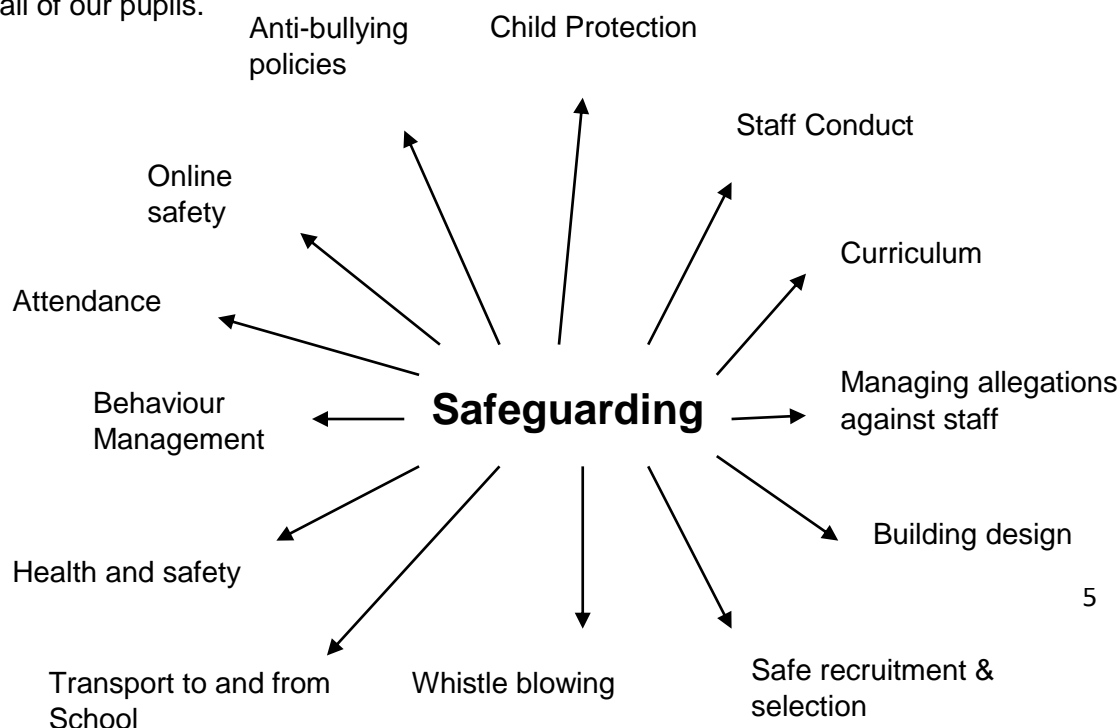 all of our pupils.
Anti-bullying
policies
Child Protection
Staff Conduct
Online
safety
Curriculum
Attendance
Managing allegations
against staff
Behaviour
Management
Safeguarding
Building design
Health and safety
5
Transport to and from
School
Whistle blowing
Safe recruitment &
selection